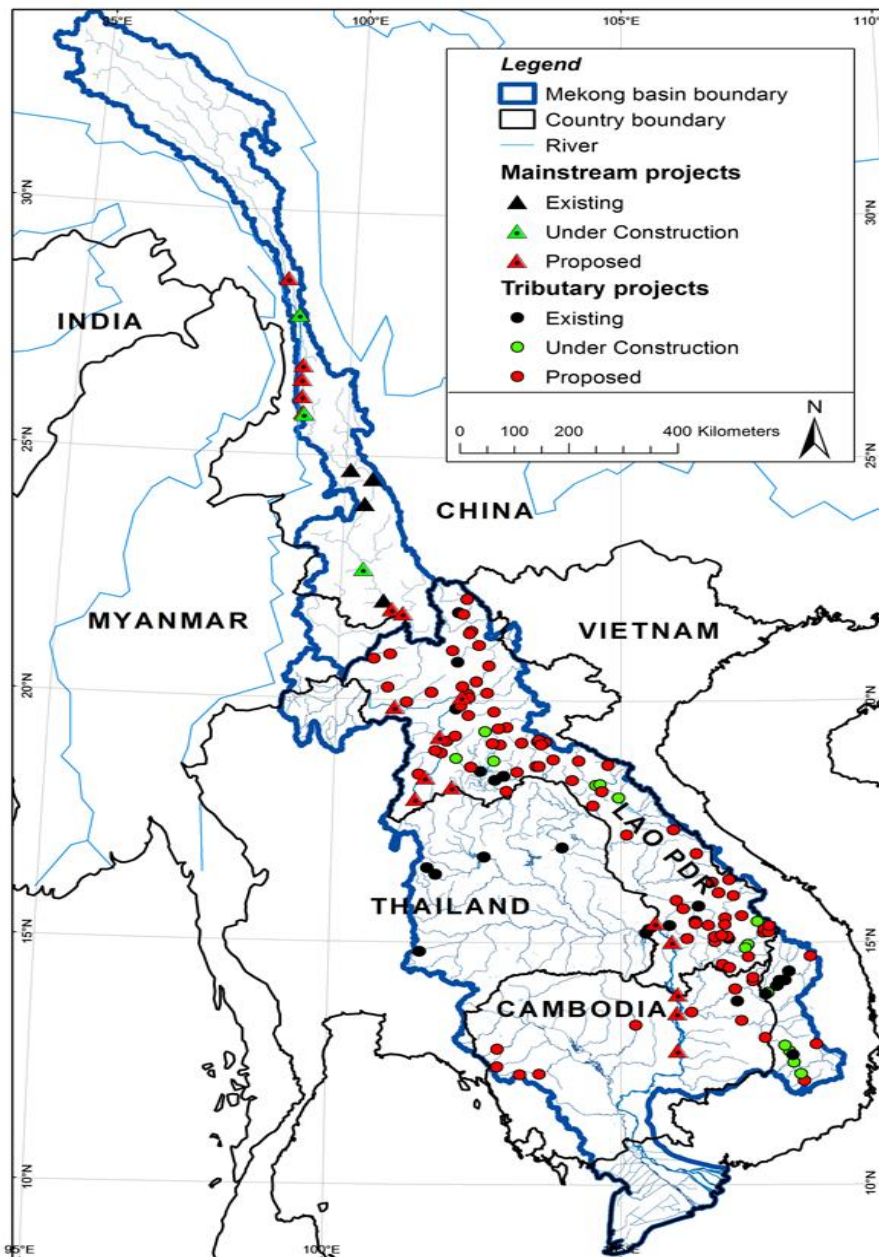 100°E
105°E
Legend
Mekong basin boundary
Country boundary
River
Mainstream projects
Existing
Under Construction
Proposed
Tributary projects
Existing
Under Construction
Proposed
N
0 100 200 400 Kilometers
30°N
30°N
INDIA
25°N
25°N
CHINA
MYANMAR
VIETNAM
20°N
LAO PDR
THAILAND
15°N
15°N
CAMBODIA
10°N
10°N
95°E
100°E
105°E